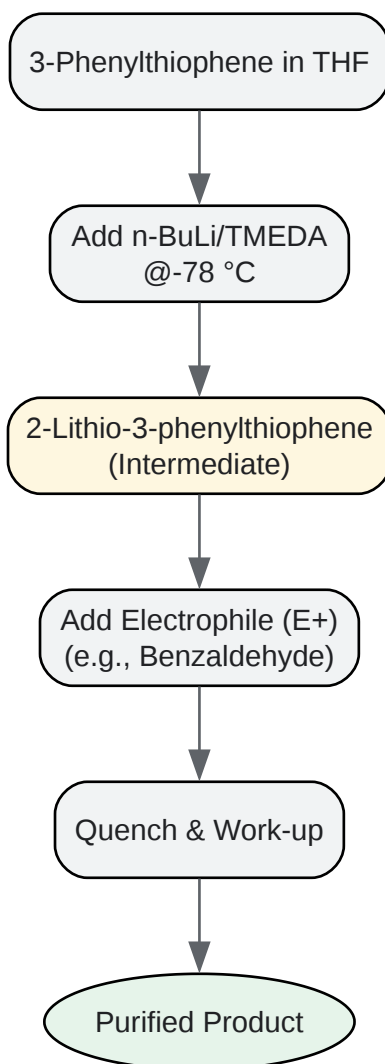 3-Phenylthiophene in THF
Add n-BuLi/TMEDA
@-78 °C
2-Lithio-3-phenylthiophene
(Intermediate)
Add Electrophile (E+)
(e.g., Benzaldehyde)
Quench & Work-up
Purified Product